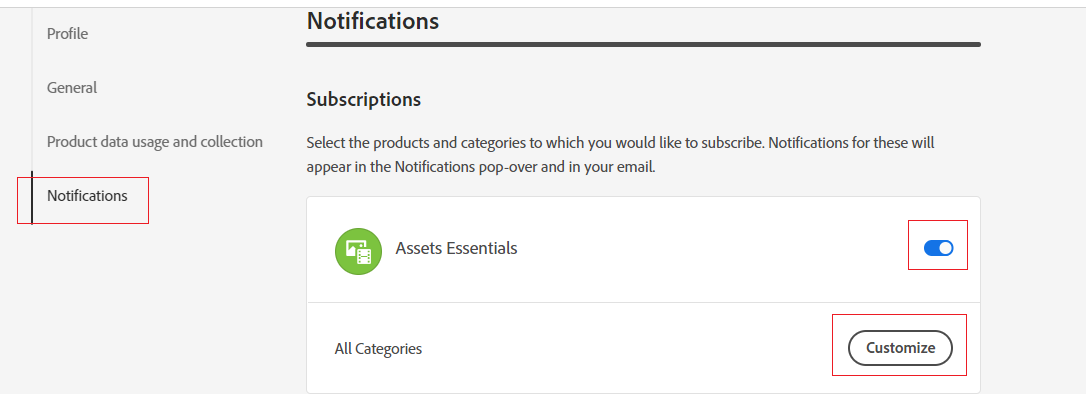 Profile
General
Product data usage and collection
Notifications
Notifications
Subscriptions
Select the products and categories to which you would like to subscribe. Notifications for these will
appear in the Notifications pop-over and in your email.
Assets Essentials
All Categories
Customize